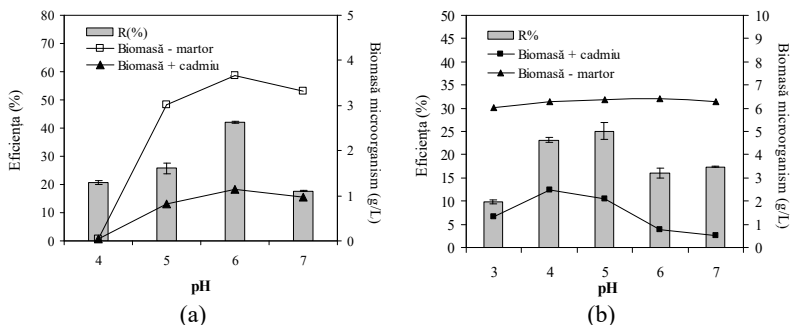 (a)
80
70
60
50
40
30
20
10
0
Eficiența (%)
R(%)
Biomasă - martor
Biomasă + cadmiu
5
4
3
2
1
0
Biomasă microorganism (g/L)
4 5 6 7
pH
(a)
(b)
50
45
40
35
30
25
20
15
10
5
0
Eficiența (%)
R%
Biomasă + cadmiu
Biomasă - martor
10
9
8
7
6
5
4
3
2
1
0
Biomasă microorganism (g/L)
3 4 5 6 7
pH
(b)